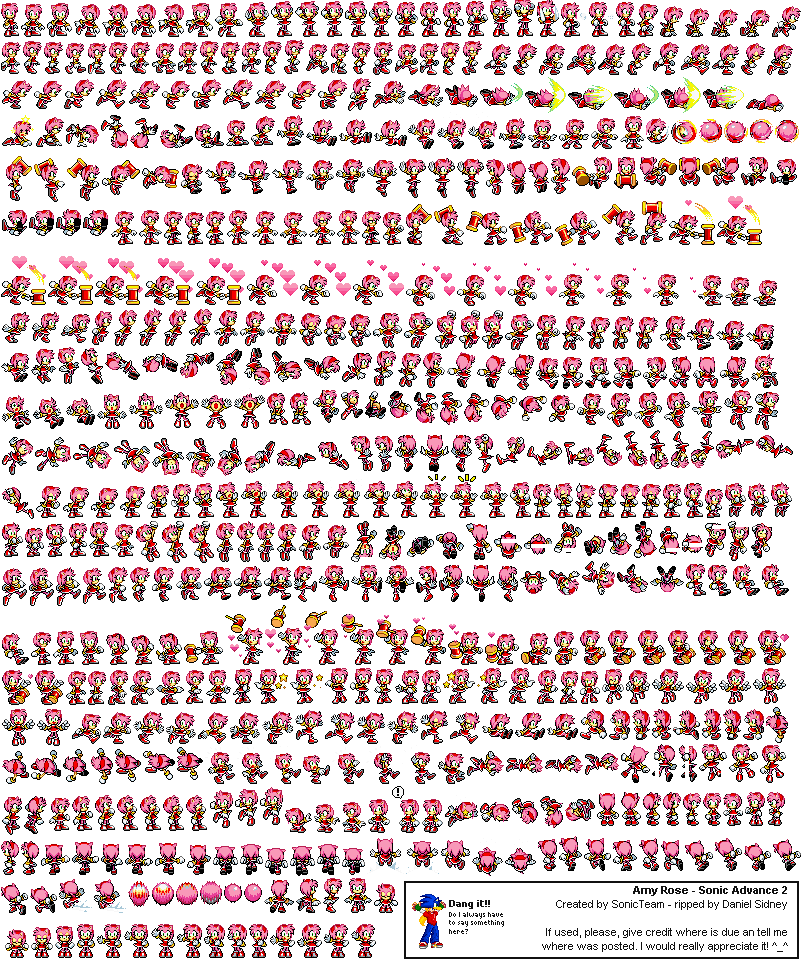 !
Amy Rose - Sonic Advance 2
Created by SonicTeam - ripped by Daniel Sidney
Dang it!!
Do I always have
to say something
here?
If used, please, give credit where is due an tell me
where was posted. I would really appreciate it! ^_^